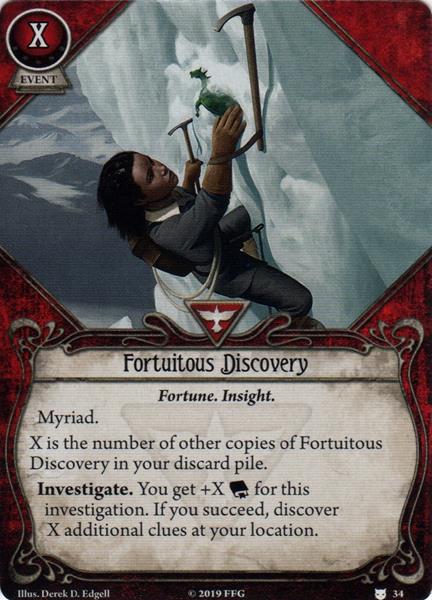 X
EVENT
Fortuitous Discovery
Fortune. Insight.
Myriad.
X is the number of other copies of Fortuitous
Discovery in your discard pile.
Investigate. You get +X for this
investigation. If you succeed, discover
X additional clues at your location.
Illus. Derek D. Edgell © 2019 FFG 34